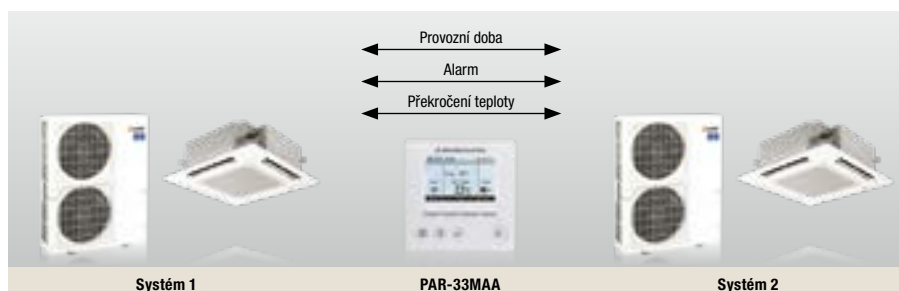 Provozní doba
Alarm
Překročení teploty
Systém 1
PAR-33MAA
Systém 2